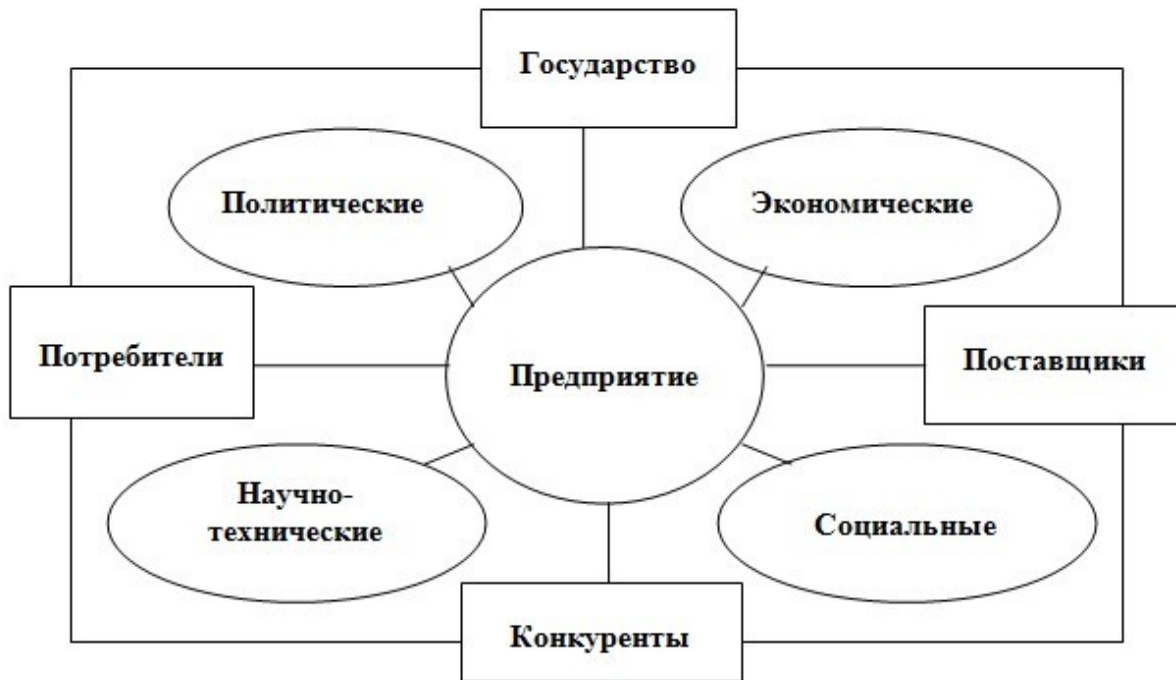 Государство
Политические
Экономические
Потребители
Предприятие
Поставщики
Научно-
технические
Социальные
Конкуренты